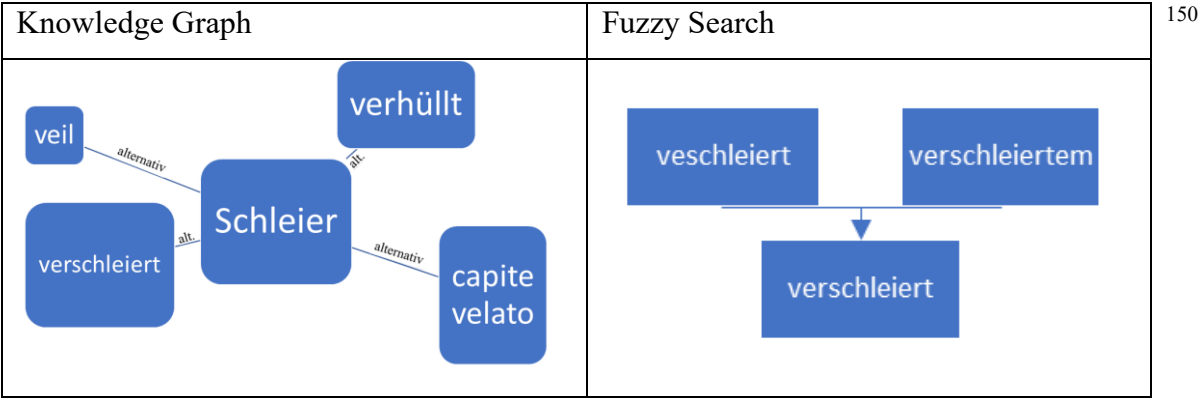 Knowledge Graph
Fuzzy Search
150
verhüllt
veil
alternativ
alt.
Schleier
verschleiert
alt.
alternativ
capite
velato
veschleiert
verschleiertem
verschleiert